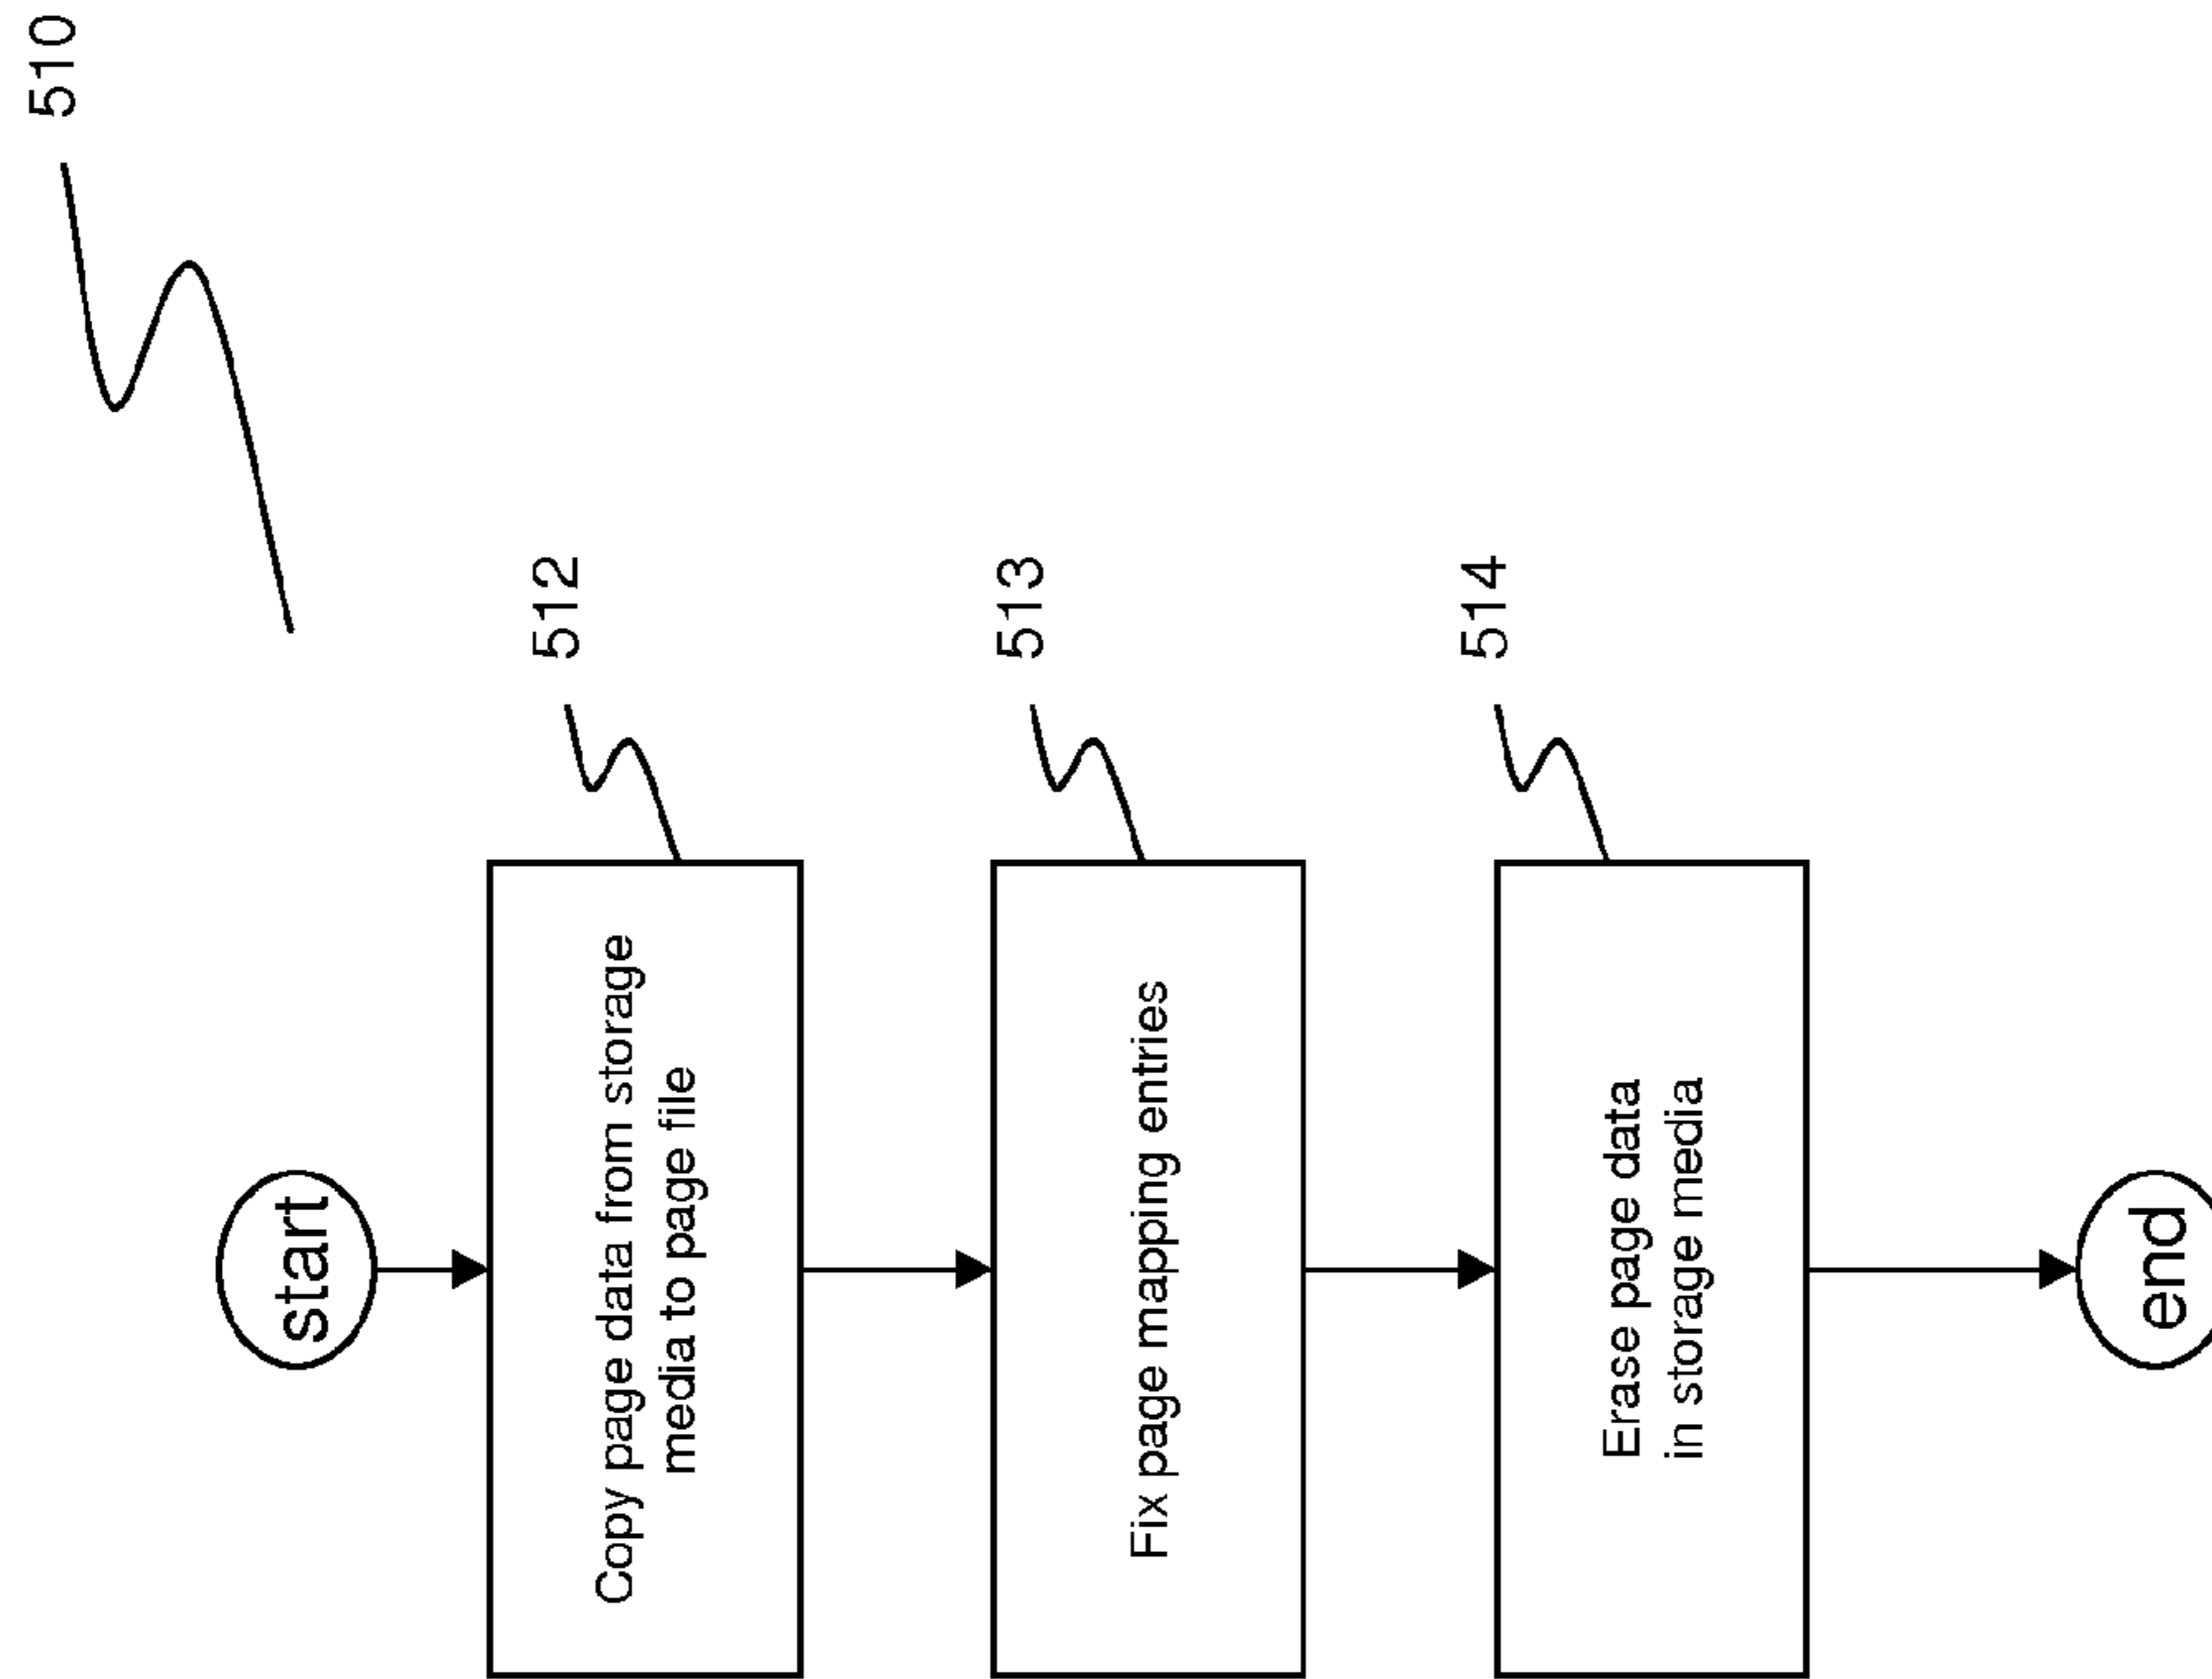 510
start
512
Copy page data from storage
media to page file
513
Fix page mapping entries
514
Erase page data
in storage media
end